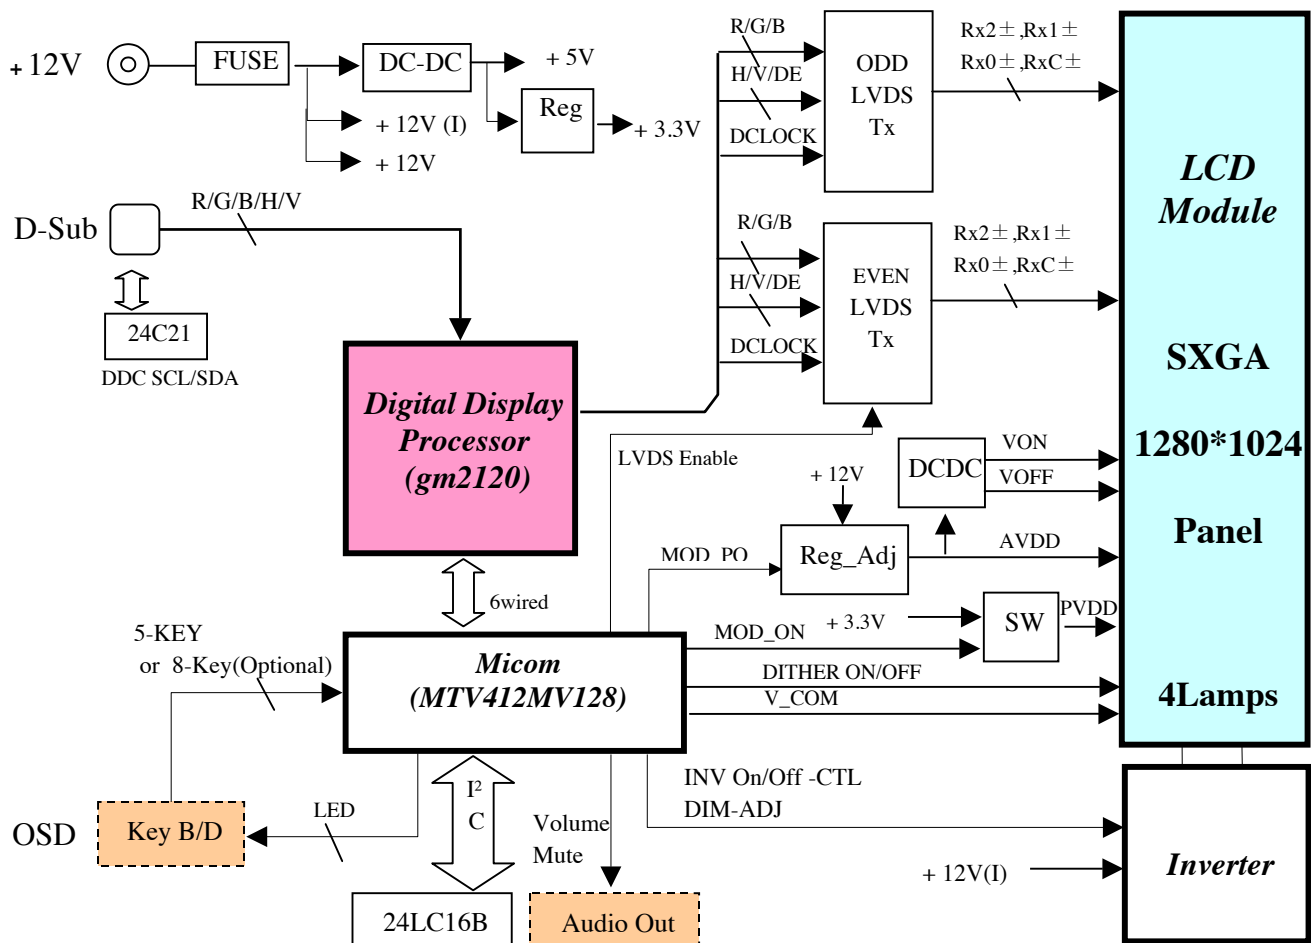 + 12V
FUSE
DC-DC
+ 5V
+ 12V (I)
Reg
+ 3.3V
+ 12V
D-Sub
R/G/B/H/V
24C21
DDC SCL/SDA
Digital Display
Processor
(gm2120)
6wired
R/G/B
H/V/DE
DCLOCK
ODD
LVDS
Tx
Rx2± ,Rx1±
Rx0± ,RxC±
R/G/B
H/V/DE
DCLOCK
EVEN
LVDS
Tx
Rx2± ,Rx1±
Rx0± ,RxC±
LVDS Enable
LCD
Module
SXGA
1280*1024
Panel
4Lamps
DCDC
VON
VOFF
+ 12V
Reg_Adj
AVDD
MOD_PO
+ 3.3V
SW
PVDD
MOD_ON
DITHER ON/OFF
V_COM
5-KEY
or 8-Key(Optional)
Micom
(MTV412MV128)
OSD
Key B/D
LED
I²
C
24LC16B
Volume
Mute
Audio Out
INV On/Off -CTL
DIM-ADJ
+ 12V(I)
Inverter